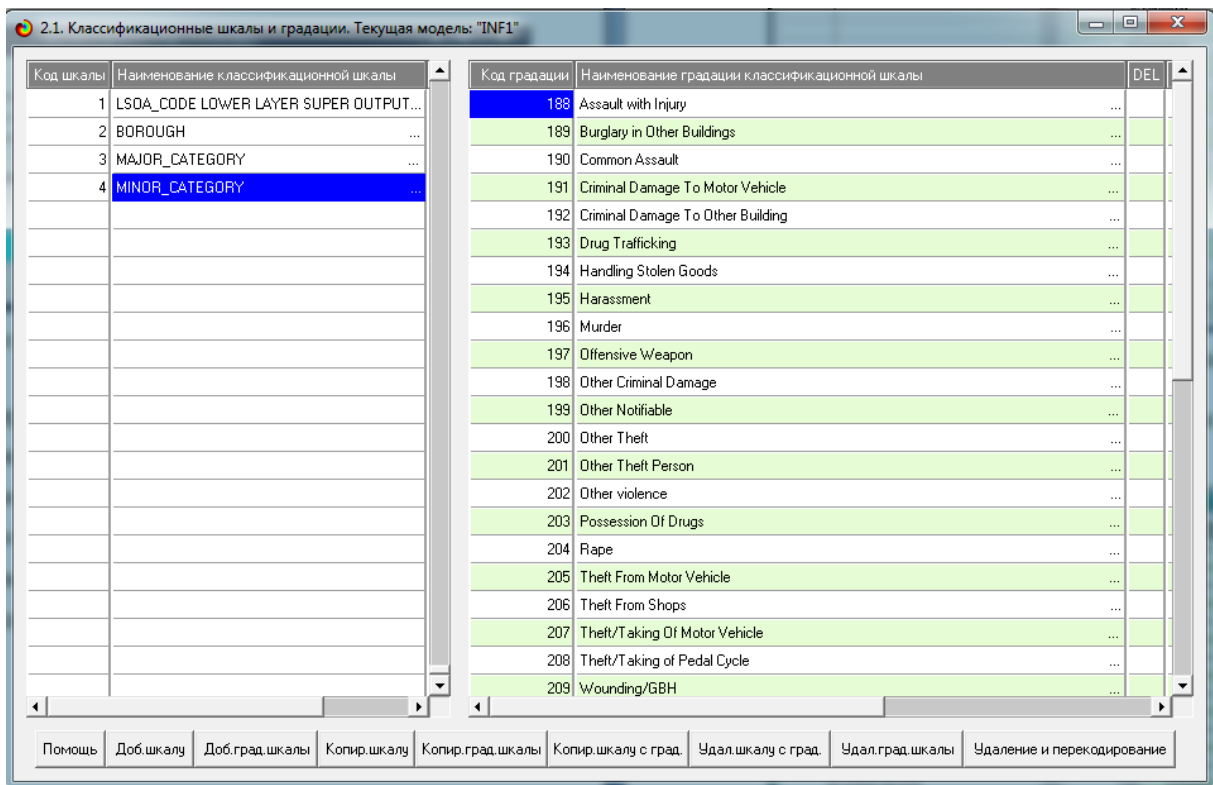 2.1. Классификационные шкалы и градации. Текущая модель: "INF1"
Код шкалы Наименование классификационной шкалы
1 LSOA_CODE LOWER LAYER SUPER OUTPUT...
2 BOROUGH ...
3 MAJOR_CATEGORY ...
4 MINOR_CATEGORY ...
Код градации Наименование градации классификационной шкалы DEL
188 Assault with Injury ...
189 Burglary in Other Buildings ...
190 Common Assault ...
191 Criminal Damage To Motor Vehicle ...
192 Criminal Damage To Other Building ...
193 Drug Trafficking ...
194 Handling Stolen Goods ...
195 Harassment ...
196 Murder ...
197 Offensive Weapon ...
198 Other Criminal Damage ...
199 Other Notifiable ...
200 Other Theft ...
201 Other Theft Person ...
202 Other violence ...
203 Possession Of Drugs ...
204 Rape ...
205 Theft From Motor Vehicle ...
206 Theft From Shops ...
207 Theft/Taking Of Motor Vehicle ...
208 Theft/Taking of Pedal Cycle ...
209 Wounding/GBH ...
Помощь Доб.шкалу Доб.град.шкалы Копир.шкалу Копир.град.шкалы Копир.шкалу с град. Удал.шкалу с град. Удал.град.шкалы Удаление и перекодирование